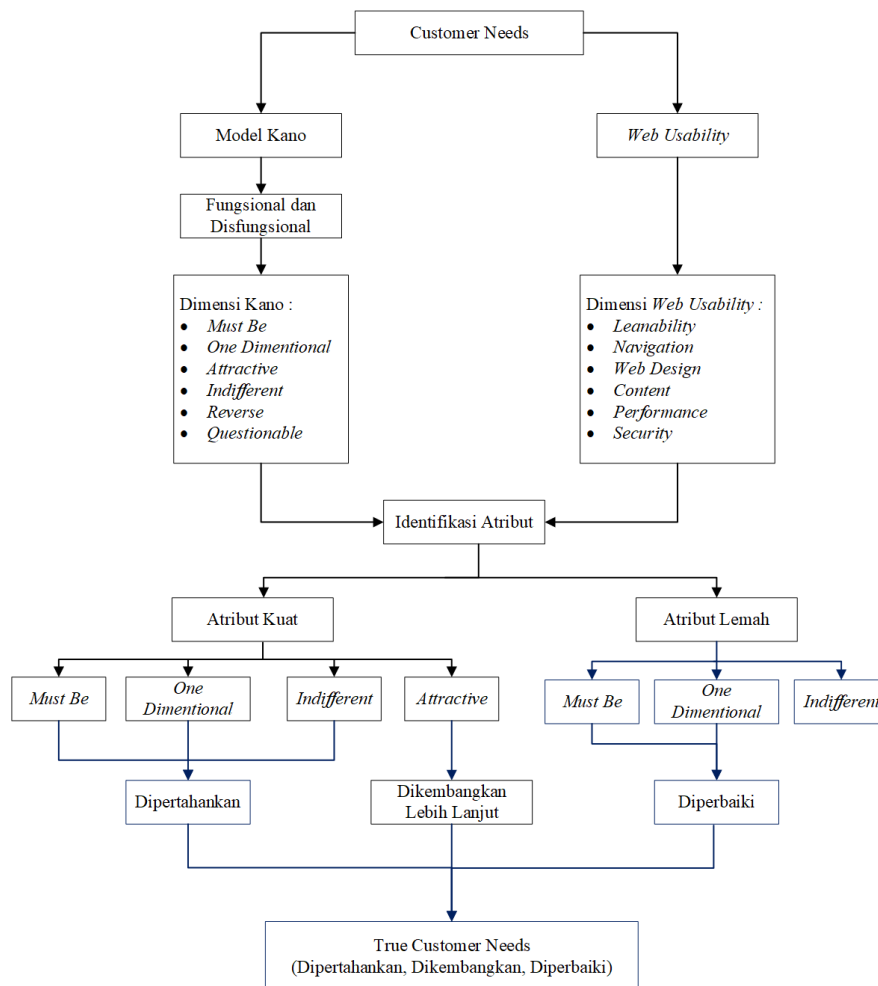 Customer Needs
Model Kano
Web Usability
Fungsional dan
Disfungsional
Dimensi Kano :
• Must Be
• One Dimentional
• Attractive
• Indifferent
• Reverse
• Questionable
Dimensi Web Usability :
• Leanability
• Navigation
• Web Design
• Content
• Performance
• Security
Identifikasi Atribut
Atribut Kuat
Atribut Lemah
Must Be
One
Dimentional
Indifferent
Attractive
Must Be
One
Dimentional
Indifferent
Dipertahankan
Dikembangkan
Lebih Lanjut
Diperbaiki
True Customer Needs
(Dipertahankan, Dikembangkan, Diperbaiki)